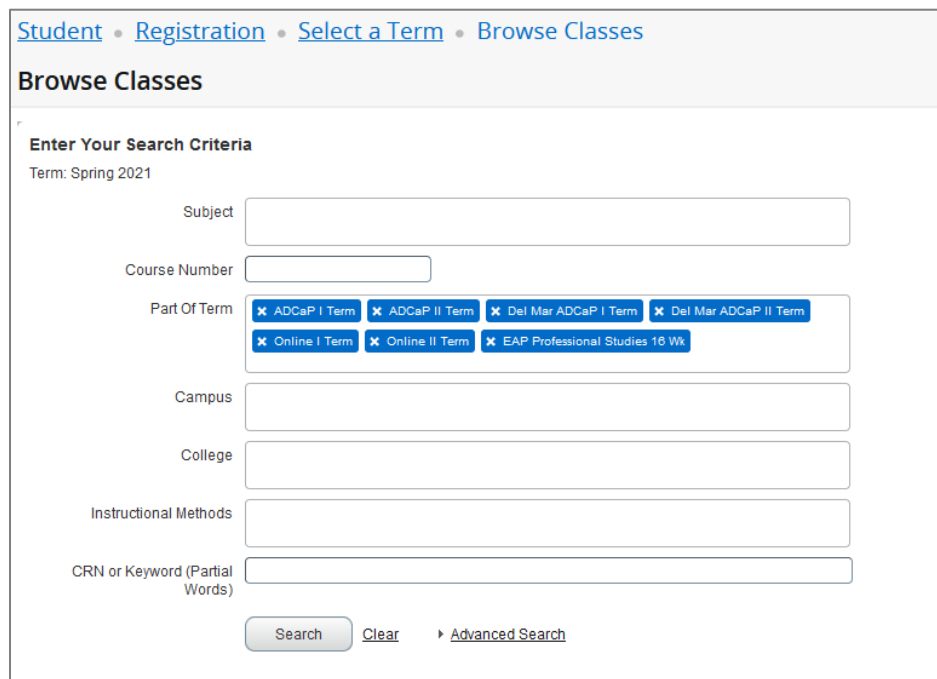 Student • Registration • Select a Term • Browse Classes
Browse Classes
Enter Your Search Criteria
Term: Spring 2021
Subject
Course Number
Part Of Term
× ADCaP I Term × ADCaP II Term × Del Mar ADCaP I Term × Del Mar ADCaP II Term
× Online I Term × Online II Term × EAP Professional Studies 16 Wk
Campus
College
Instructional Methods
CRN or Keyword (Partial
Words)
Search Clear Advanced Search